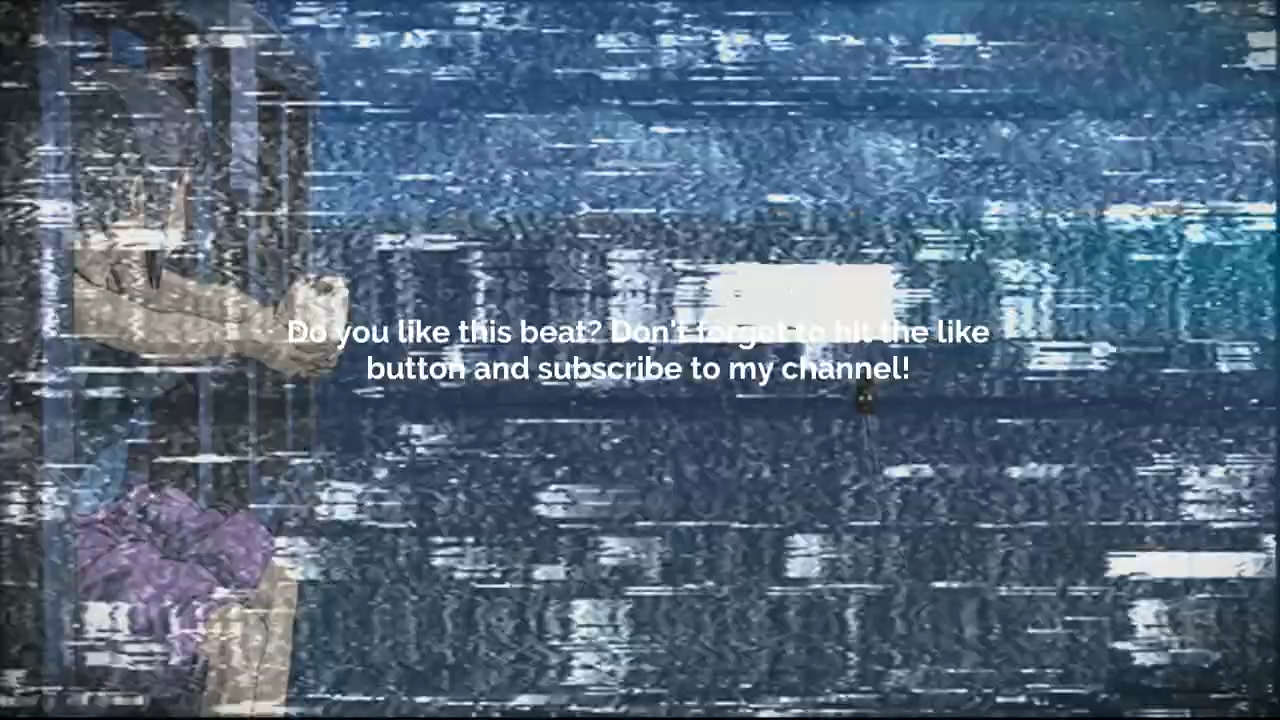 Do you like this beat? Don't forget to hit the like
button and subscribe to my channel!